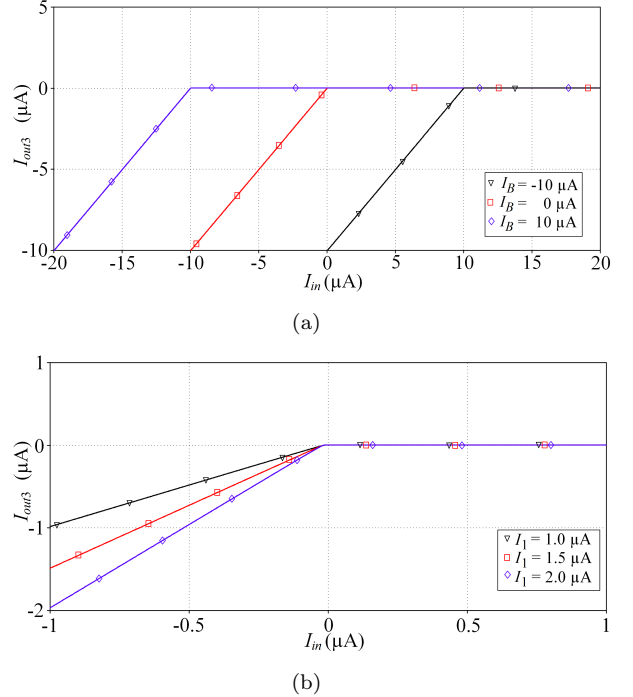 5
0
-5
-10
I_out3 (µA)
-20 -15 -10 -5 0 5 10 15 20
I_in (µA)
I_B = -10 µA
I_B = 0 µA
I_B = 10 µA
(a)
1
0
-1
-2
I_out3 (µA)
-1 -0.5 0 0.5 1
I_in (µA)
I_1 = 1.0 µA
I_1 = 1.5 µA
I_1 = 2.0 µA
(b)